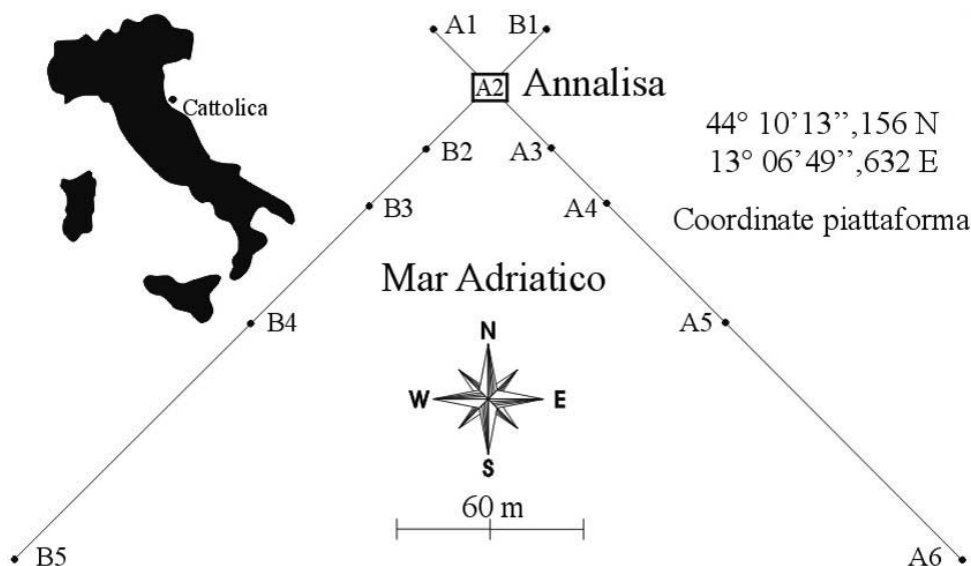 A1
B1
A2
Annalisa
Cattolica
44° 10'13'',156 N
13° 06'49'',632 E
B2
A3
B3
A4
Coordinate piattaforma
Mar Adriatico
B4
A5
N
W
E
S
60 m
B5
A6